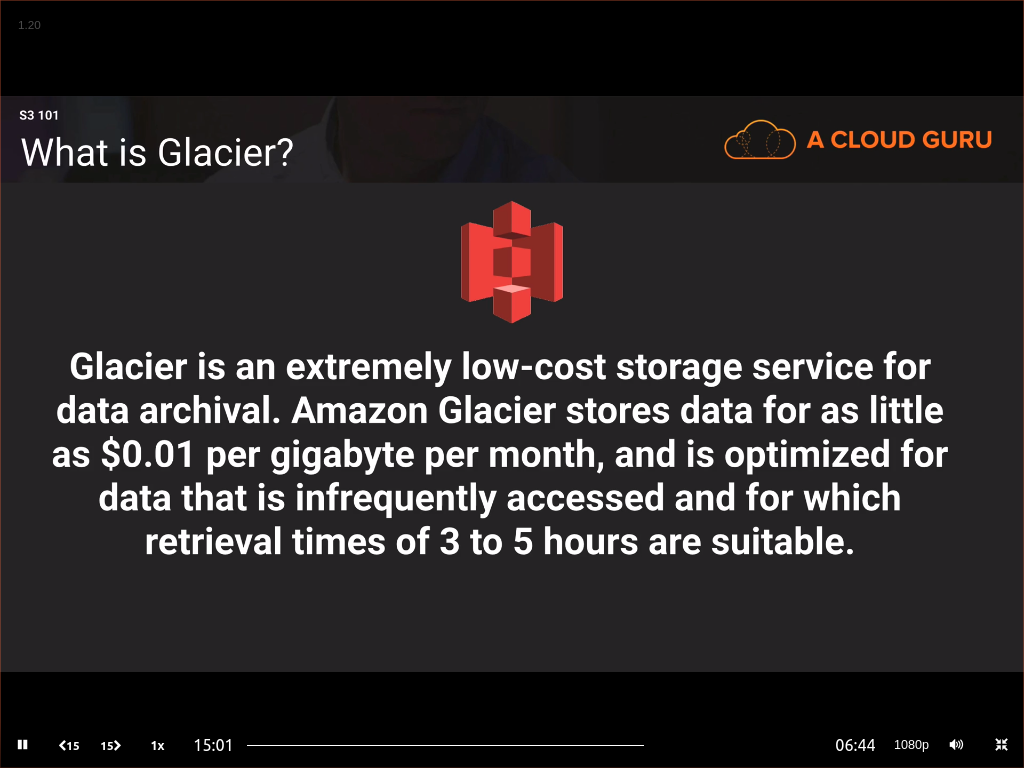 1.20
S3 101
What is Glacier?
A CLOUD GURU
Glacier is an extremely low-cost storage service for
data archival. Amazon Glacier stores data for as little
as $0.01 per gigabyte per month, and is optimized for
data that is infrequently accessed and for which
retrieval times of 3 to 5 hours are suitable.
15 15 1x 15:01 06:44 1080p